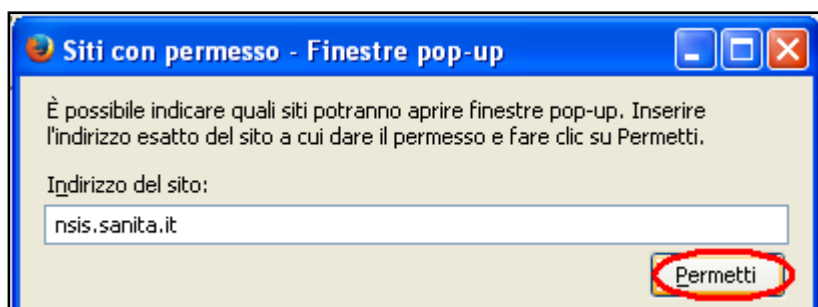 Siti con permesso - Finestre pop-up
È possibile indicare quali siti potranno aprire finestre pop-up. Inserire
l'indirizzo esatto del sito a cui dare il permesso e fare clic su Permetti.
Indirizzo del sito:
nsis.sanita.it
Permetti